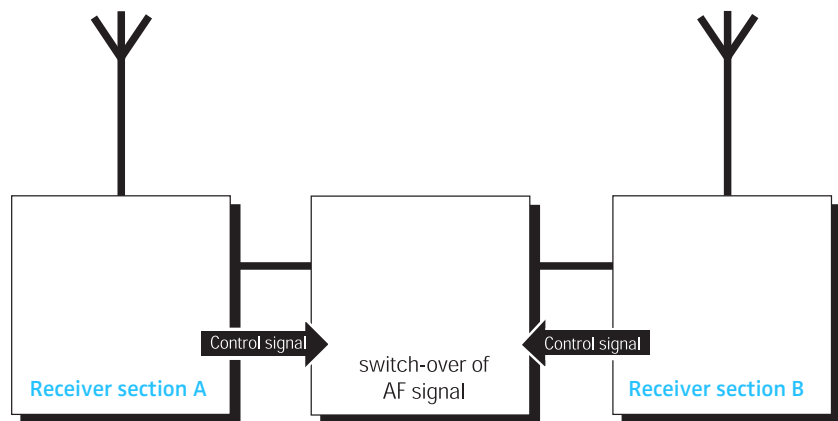 Control signal
Control signal
switch-over of
AF signal
Receiver section A
Receiver section B